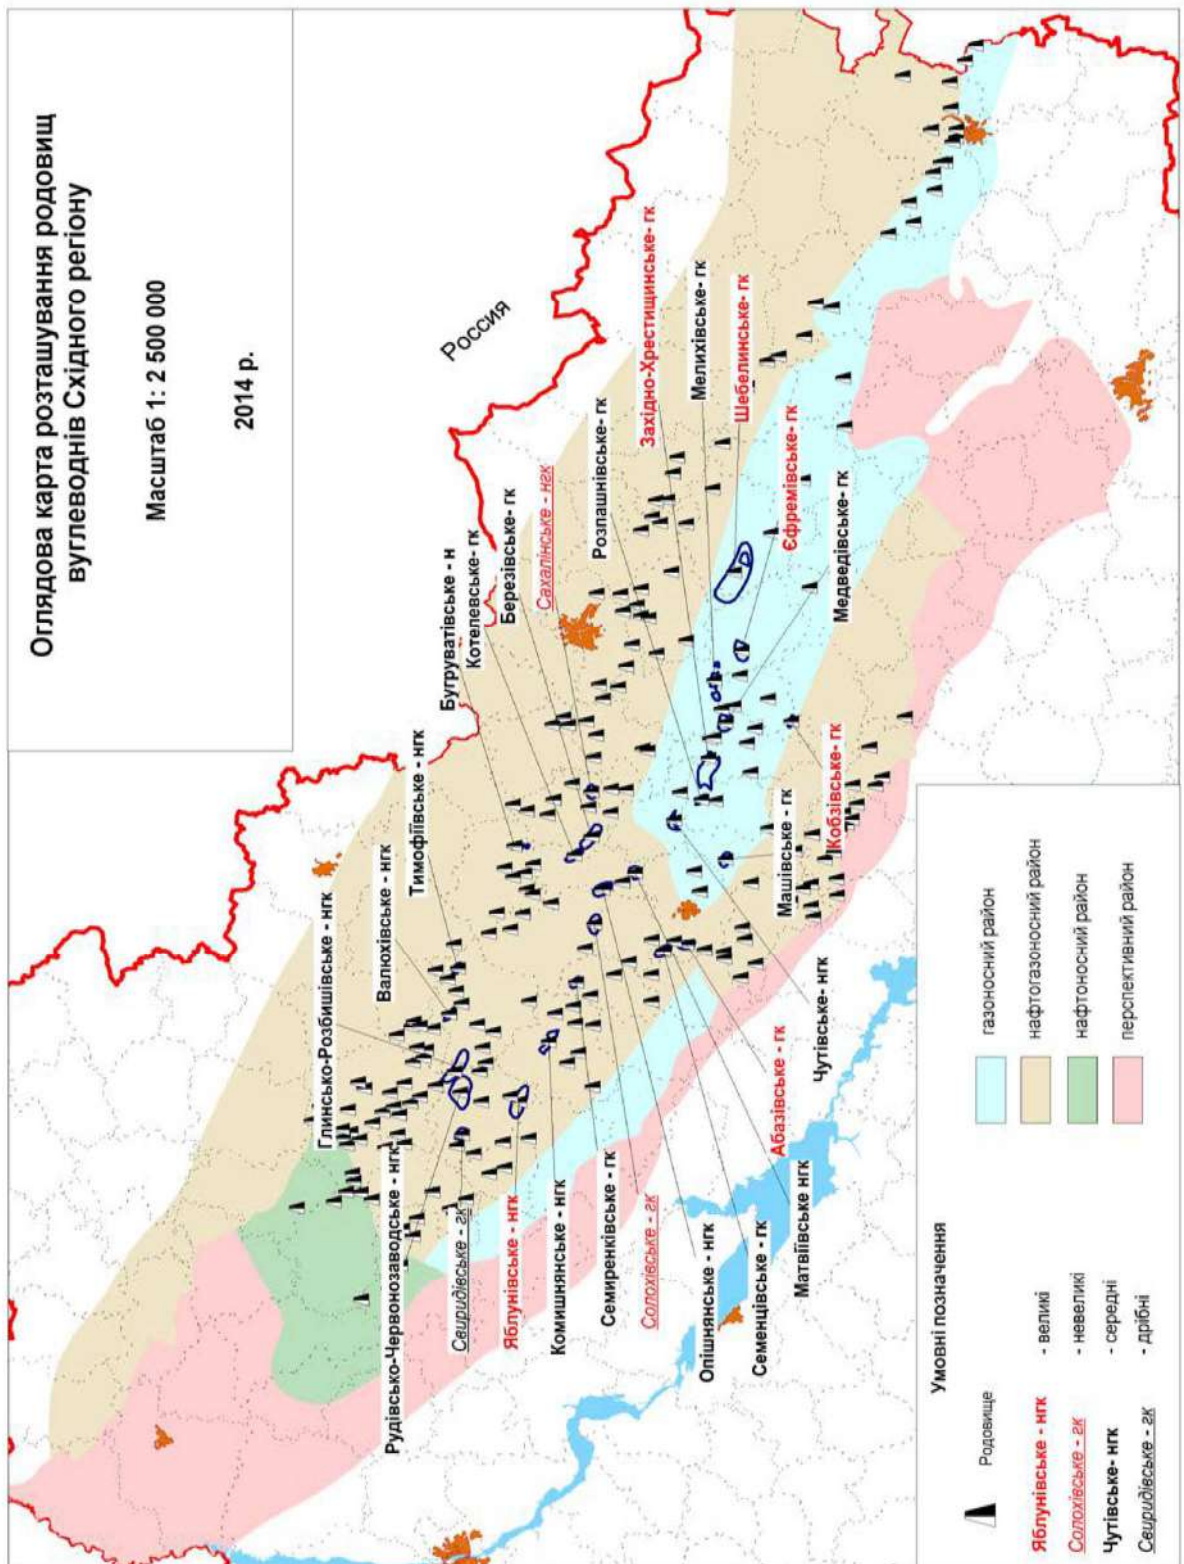 Оглядова карта розташування родовищ
вуглеводнів Східного регіону
Масштаб 1: 2 500 000
2014 р.
Россия
Глинсько-Розбишівське - нгк
Валюхівське - нгк
Тимофіївське - нгк
Бугруватівське - н
Котелевське- гк
Березівське- гк
Сахалінське - нгк
Розпашнівське- гк
Західно-Хрестищинське- гк
Мелихівське- гк
Шебелинське- гк
Єфремівське- гк
Медведівське- гк
Кобзівське- гк
Машівське - гк
Чутівське- нгк
Абазівське - гк
Матвіївське нгк
Семенцівське - гк
Опішнянське - нгк
Солохівське - гк
Семиренківське - гк
Комишнянське - нгк
Яблунівське - нгк
Свиридівське - гк
Рудівсько-Червонозаводське - нгк
Умовні позначення
Родовище
Яблунівське - нгк - великі
Солохівське - гк - невеликі
Чутівське- нгк - середні
Свиридівське - гк - дрібні
газоносний район
нафтогазоносний район
нафтоносний район
перспективний район